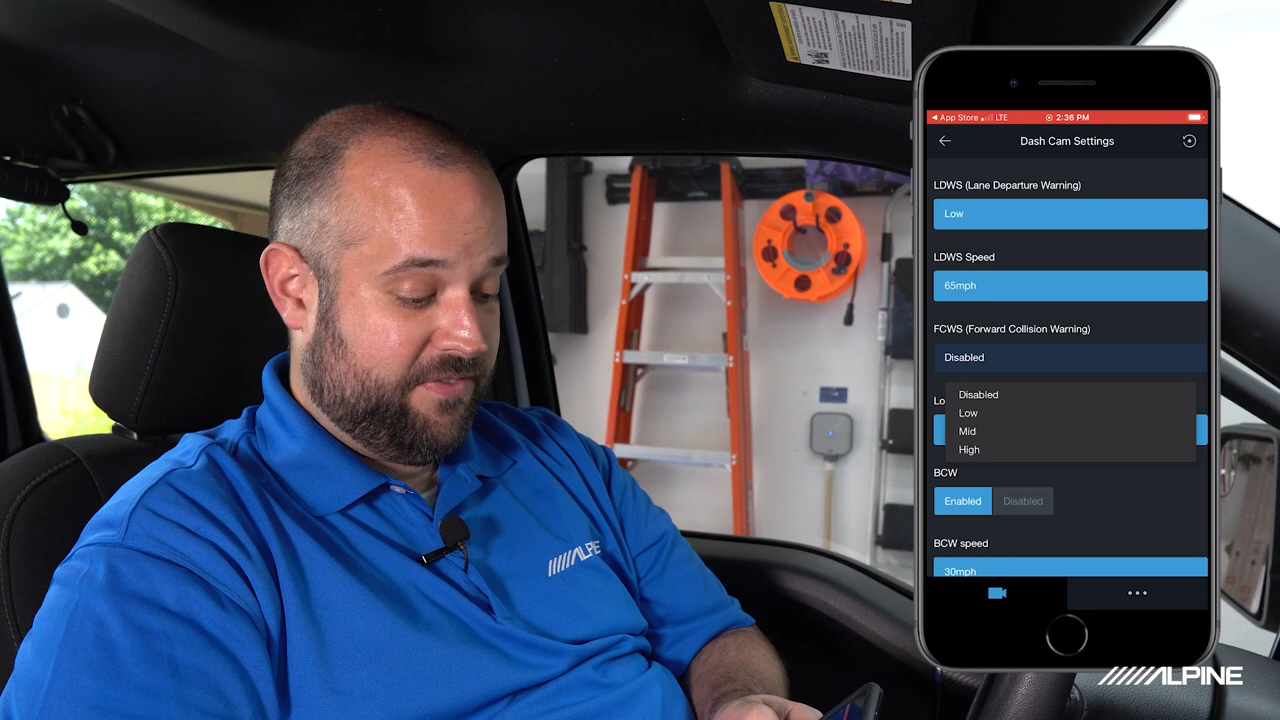 App Store
LTE
2:36 PM
Dash Cam Settings
LDWS (Lane Departure Warning)
Low
LDWS Speed
65mph
FCWS (Forward Collision Warning)
Disabled
Disabled
Lo
Low
Mid
High
BCW
Enabled
Disabled
BCW speed
30mph
ALPINE
ALPINE